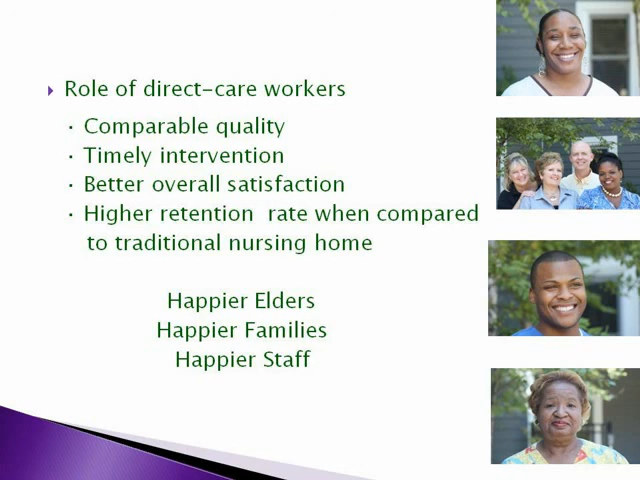 Role of direct-care workers
· Comparable quality
· Timely intervention
· Better overall satisfaction
· Higher retention  rate when compared
to traditional nursing home
Happier Elders
Happier Families
Happier Staff